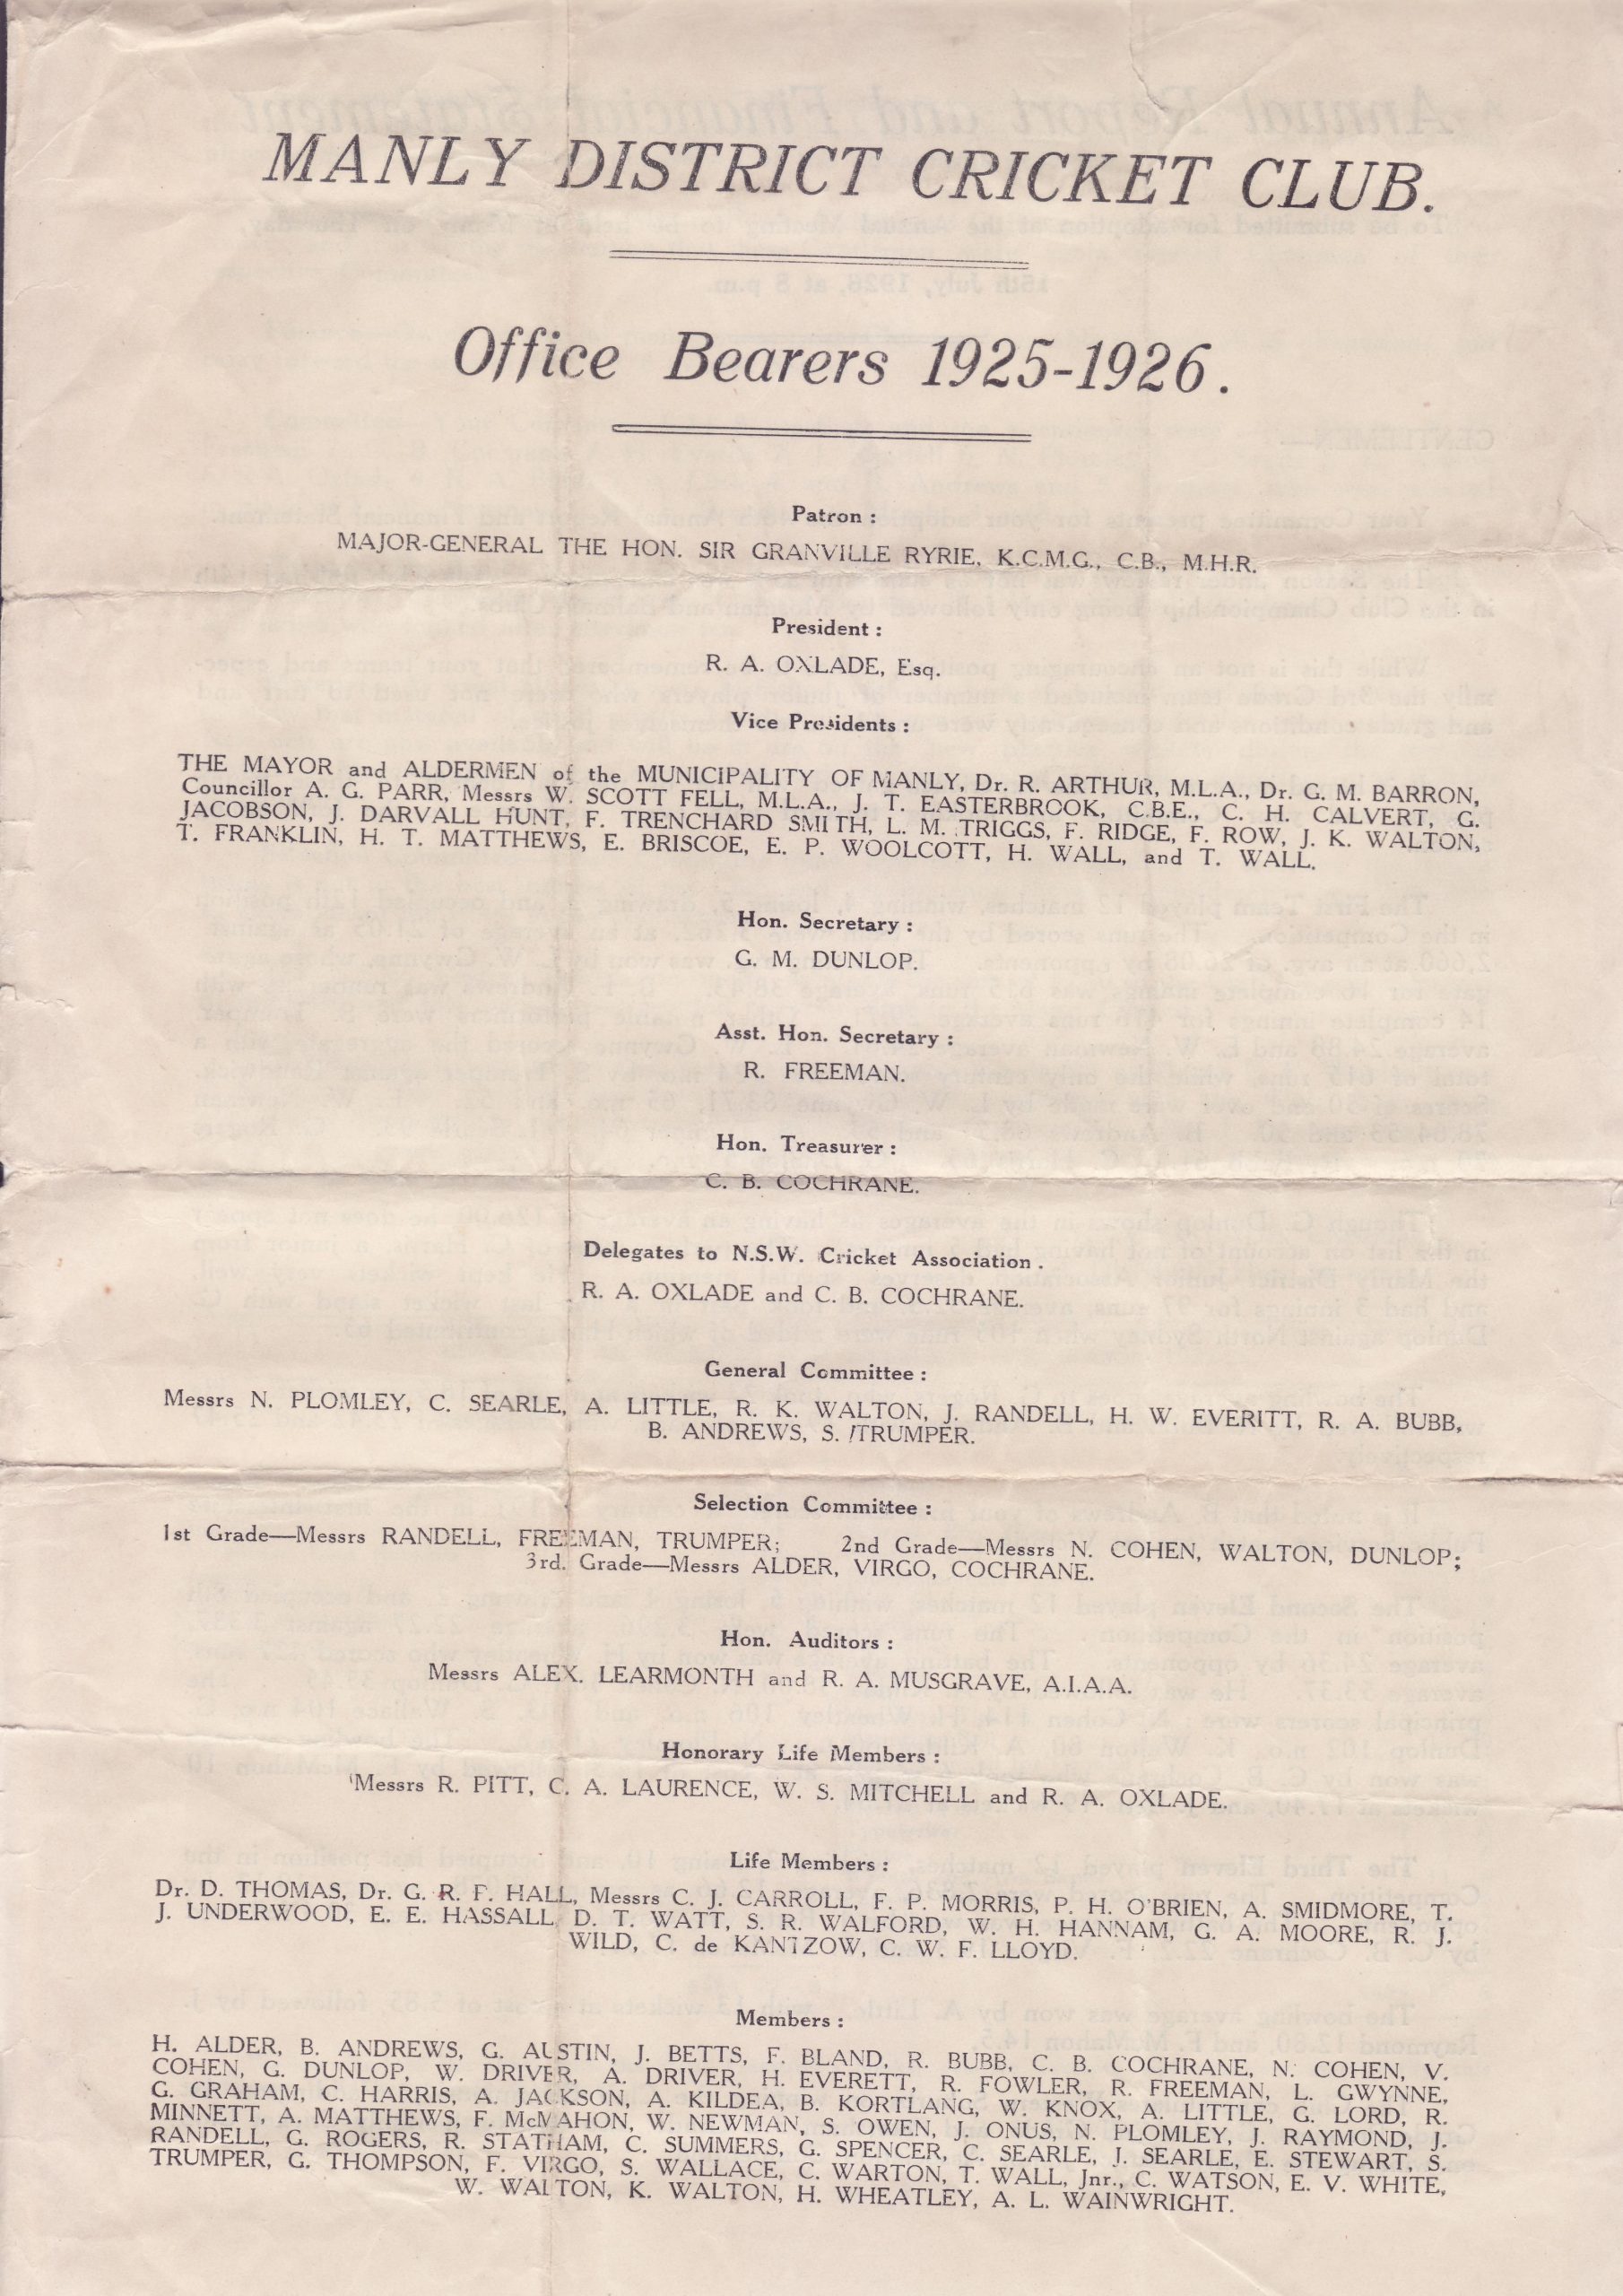 MANLY DISTRICT CRICKET CLUB.
Office Bearers 1925-1926.
Patron :
MAJOR-GENERAL THE HON. SIR GRANVILLE RYRIE, K.C.M.G., C.B., M.H.R.
President :
R. A. OXLADE, Esq.
Vice Presidents :
THE MAYOR and ALDERMEN of the MUNICIPALITY OF MANLY, Dr. R. ARTHUR, M.L.A., Dr. G. M. BARRON,
Councillor A. G. PARR, Messrs W. SCOTT FELL, M.L.A., J. T. EASTERBROOK, C.B.E., C. H. CALVERT, G.
JACOBSON, J. DARVALL HUNT, F. TRENCHARD SMITH, L. M. TRIGGS, F. RIDGE, F. ROW, J. K. WALTON,
T. FRANKLIN, H. T. MATTHEWS, E. BRISCOE, E. P. WOOLCOTT, H. WALL, and T. WALL.
Hon. Secretary :
G. M. DUNLOP.
Asst. Hon. Secretary :
R. FREEMAN.
Hon. Treasurer :
C. B. COCHRANE.
Delegates to N.S.W. Cricket Association .
R. A. OXLADE and C. B. COCHRANE.
General Committee :
Messrs N. PLOMLEY, C. SEARLE, A. LITTLE, R. K. WALTON, J. RANDELL, H. W. EVERITT, R. A. BUBB,
B. ANDREWS, S. TRUMPER.
Selection Committee :
1st Grade—Messrs RANDELL, FREEMAN, TRUMPER; 2nd Grade—Messrs N. COHEN, WALTON, DUNLOP;
3rd. Grade—Messrs ALDER, VIRGO, COCHRANE.
Hon. Auditors :
Messrs ALEX. LEARMONTH and R. A. MUSGRAVE, A.I.A.A.
Honorary Life Members :
Messrs R. PITT, C. A. LAURENCE, W. S. MITCHELL and R. A. OXLADE.
Life Members :
Dr. D. THOMAS, Dr. G. R. F. HALL, Messrs C. J. CARROLL, F. P. MORRIS, P. H. O'BRIEN, A. SMIDMORE, T.
J. UNDERWOOD, E. E. HASSALL, D. T. WATT, S. R. WALFORD, W. H. HANNAM, G. A. MOORE, R. J.
WILD, C. de KANTZOW, C. W. F. LLOYD.
Members :
H. ALDER, B. ANDREWS, G. AUSTIN, J. BETTS, F. BLAND, R. BUBB, C. B. COCHRANE, N. COHEN, V.
COHEN, G. DUNLOP, W. DRIVER, A. DRIVER, H. EVERETT, R. FOWLER, R. FREEMAN, L. GWYNNE,
G. GRAHAM, C. HARRIS, A. JACKSON, A. KILDEA, B. KORTLANG, W. KNOX, A. LITTLE, G. LORD, R.
MINNETT, A. MATTHEWS, F. McMAHON, W. NEWMAN, S. OWEN, J. ONUS, N. PLOMLEY, J. RAYMOND, J.
RANDELL, G. ROGERS, R. STATHAM, C. SUMMERS, G. SPENCER, C. SEARLE, J. SEARLE, E. STEWART, S.
TRUMPER, G. THOMPSON, F. VIRGO, S. WALLACE, C. WARTON, T. WALL, Jnr., C. WATSON, E. V. WHITE,
W. WALTON, K. WALTON, H. WHEATLEY, A. L. WAINWRIGHT.